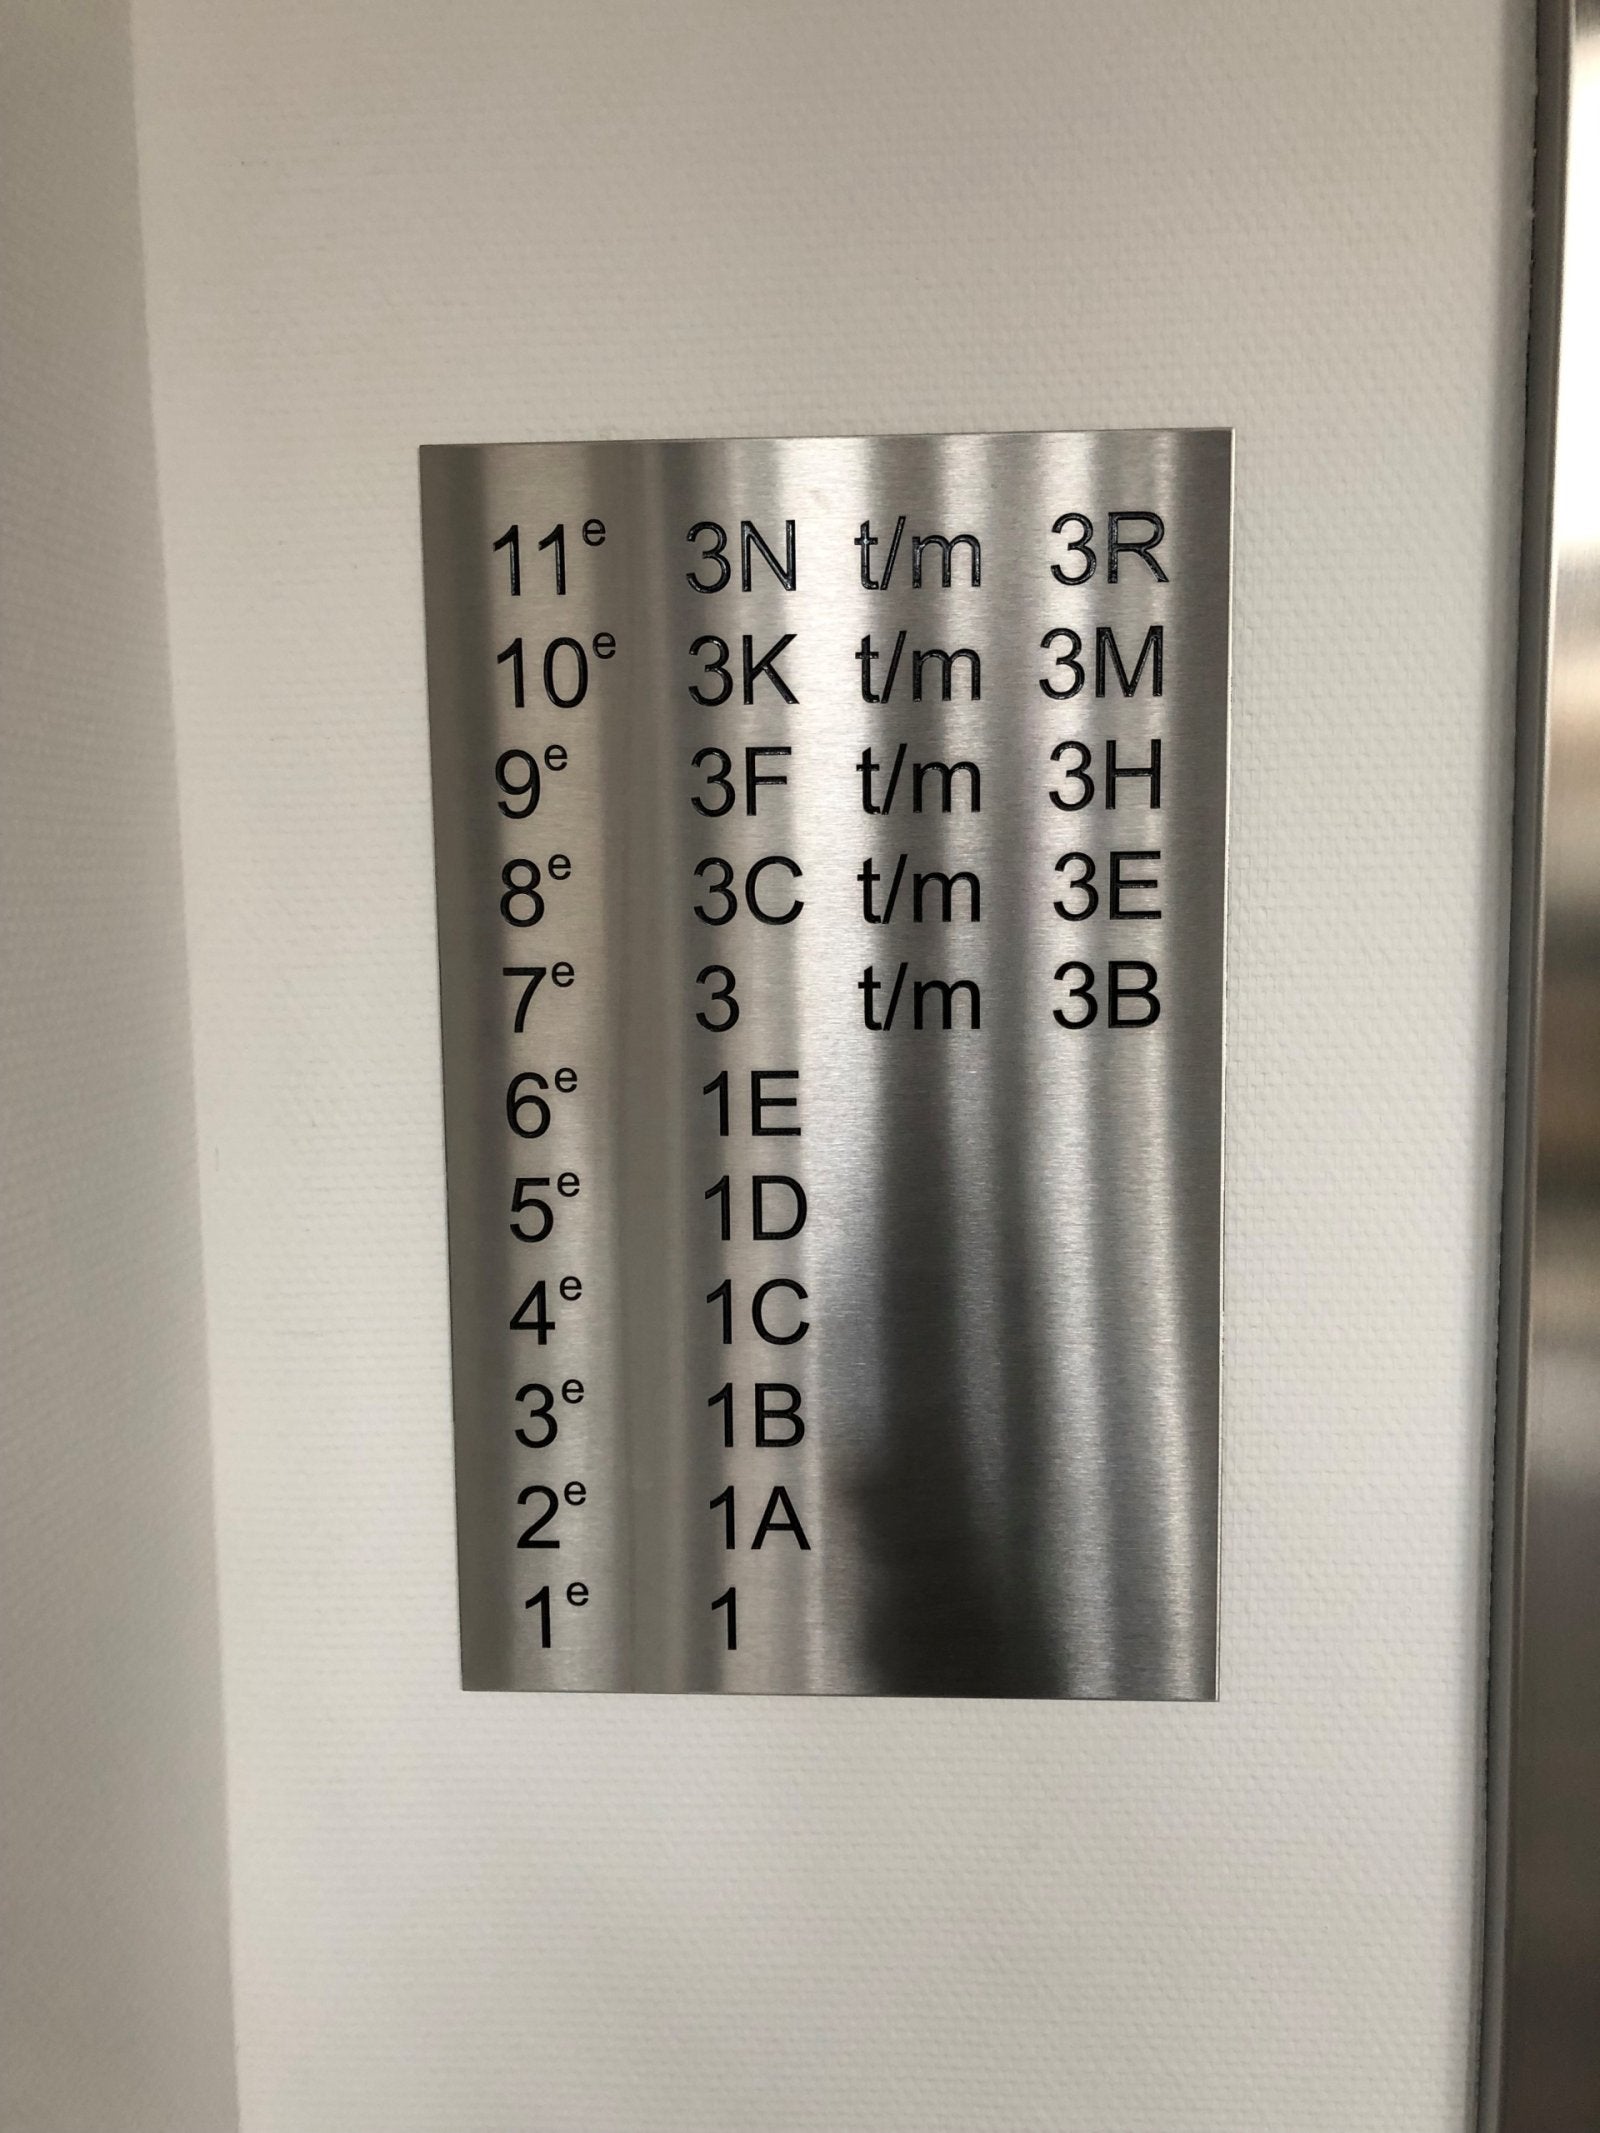 11e 3N t/m 3R
10e 3K t/m 3M
9e 3F t/m 3H
8e 3C t/m 3E
7e 3 t/m 3B
6e 1E
5e 1D
4e 1C
3e 1B
2e 1A
1e 1